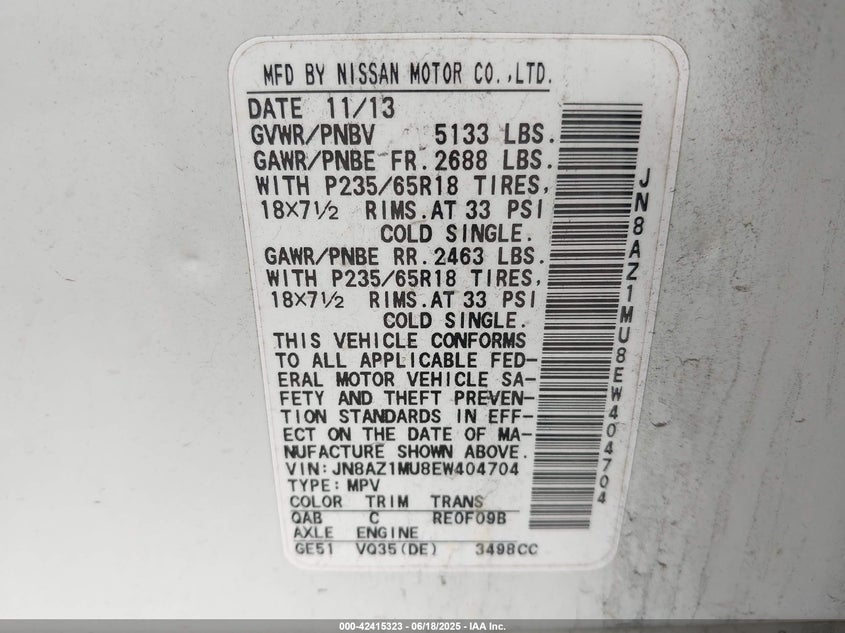 MFD BY NISSAN MOTOR CO.,LTD.
DATE 11/13
GVWR/PNBV 5133 LBS.
GAWR/PNBE FR.2688 LBS.
WITH P235/65R18 TIRES,
18×7½ RIMS.AT 33 PSI
COLD SINGLE.
GAWR/PNBE RR.2463 LBS.
WITH P235/65R18 TIRES,
18×7½ RIMS.AT 33 PSI
COLD SINGLE.
THIS VEHICLE CONFORMS
TO ALL APPLICABLE FED-
ERAL MOTOR VEHICLE SA-
FETY AND THEFT PREVEN-
TION STANDARDS IN EFF-
ECT ON THE DATE OF MA-
NUFACTURE SHOWN ABOVE.
VIN:JN8AZ1MU8EW404704
TYPE:MPV
COLOR TRIM TRANS
QAB C RE0F09B
AXLE ENGINE
GE51 VQ35(DE) 3498CC
JN8AZ1MU8EW404704
000-42415323 - 06/18/2025 - IAA Inc.